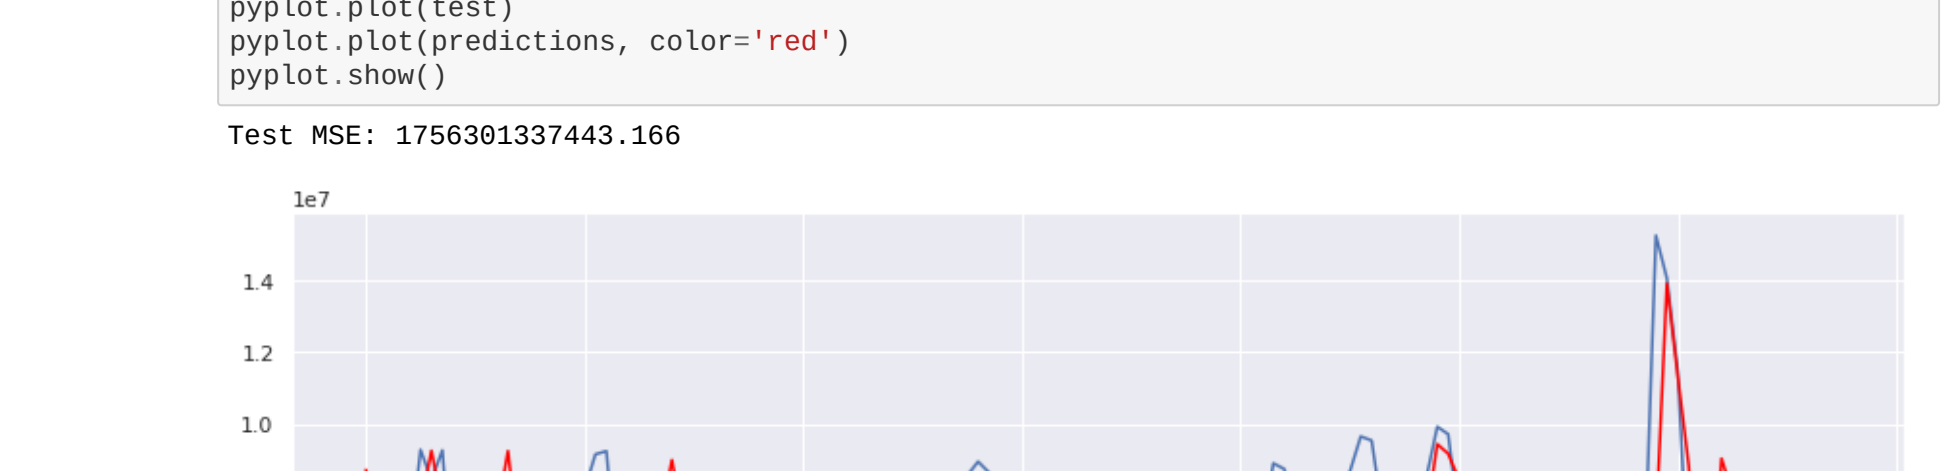 pyplot.plot(test)
pyplot.plot(predictions, color='red')
pyplot.show()
Test MSE: 1756301337443.166
1e7
1.4
1.2
1.0